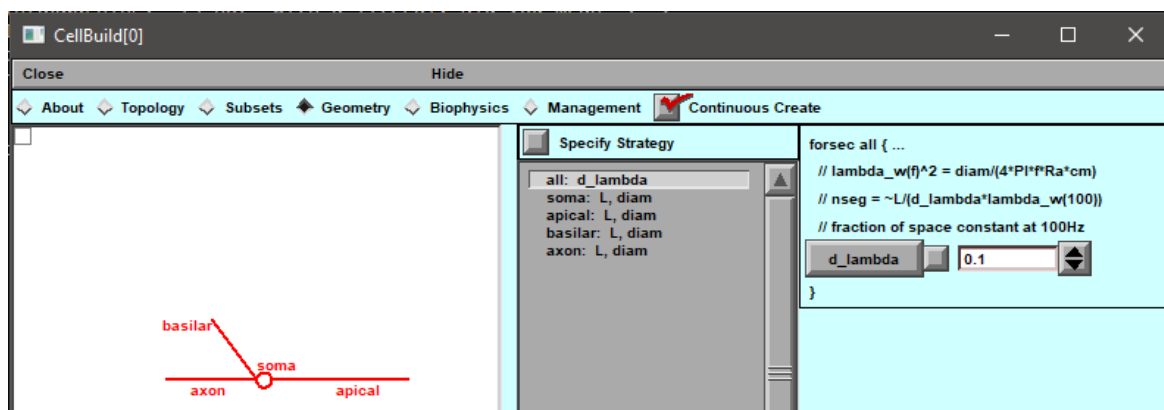 CellBuild[0]
Close Hide
About Topology Subsets Geometry Biophysics Management Continuous Create
Specify Strategy
all: d_lambda
soma: L, diam
apical: L, diam
basilar: L, diam
axon: L, diam
forsec all { ...
// lambda_w(f)^2 = diam/(4*PI*f*Ra*cm)
// nseg = ~L/(d_lambda*lambda_w(100))
// fraction of space constant at 100Hz
d_lambda 0.1
}
basilar
soma
axon apical